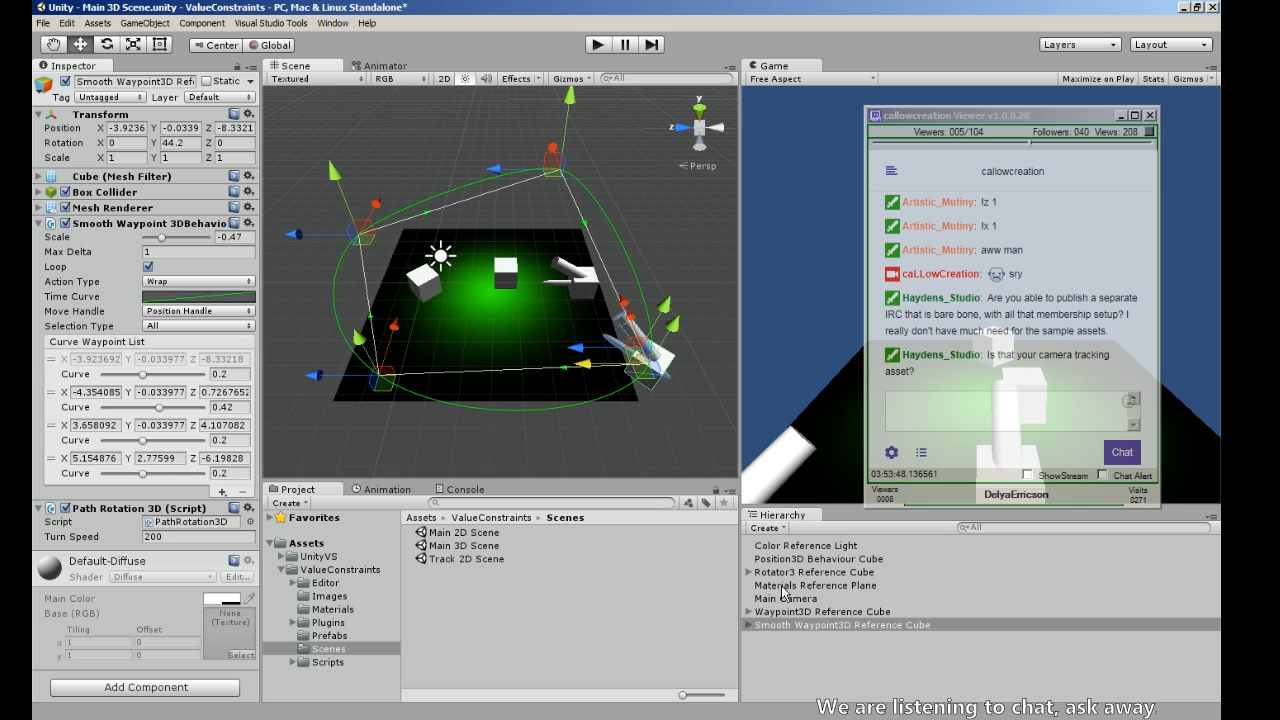 Unity - Main 3D Scene.unity - ValueConstraints - PC, Mac & Linux Standalone*
File Edit Assets GameObject Component Visual Studio Tools Window Help
Center Global Layers Layout
Inspector
Smooth Waypoint3D Refe Static
Tag Untagged Layer Default
Transform
Position X -3.9236 Y -0.0339 Z -8.3321
Rotation X 0 Y 44.2 Z 0
Scale X 1 Y 1 Z 1
Cube (Mesh Filter)
Box Collider
Mesh Renderer
Smooth Waypoint 3DBehavio
Scale -0.47
Max Delta 1
Loop
Action Type Wrap
Time Curve
Move Handle Position Handle
Selection Type All
Curve Waypoint List
X -3.923692 Y -0.033977 Z -8.33218
Curve 0.2
X -4.354085 Y -0.033977 Z 0.7267652
Curve 0.42
X 3.658092 Y -0.033977 Z 4.107082
Curve 0.2
X 5.154876 Y 2.77599 Z -6.19828
Curve 0.2
Path Rotation 3D (Script)
Script PathRotation3D
Turn Speed 200
Default-Diffuse
Shader Diffuse Edit...
Main Color
Base (RGB)
None
(Texture)
Tiling Offset
x 1 0
y 1 0
Select
Add Component
Scene Animator
Textured RGB 2D Effects Gizmos All
y
z
Persp
Project Animation Console
Create
Favorites
Assets
UnityVS
ValueConstraints
Editor
Images
Materials
Plugins
Prefabs
Scenes
Scripts
Assets ValueConstraints Scenes
Main 2D Scene
Main 3D Scene
Track 2D Scene
Game
Free Aspect Maximize on Play Stats Gizmos
callowcreation Viewer v1.0.0.28
Viewers: 005/104 Followers: 040 Views: 208
callowcreation
Artistic_Mutiny: !z 1
Artistic_Mutiny: !x 1
Artistic_Mutiny: aww man
caLLowCreation: sry
Haydens_Studio: Are you able to publish a separate
IRC that is bare bone, with all that membership setup? I
really don't have much need for the sample assets.
Haydens_Studio: Is that your camera tracking
asset?
Chat
03:53:48.136561 ShowStream Chat Alert
Viewers
0008
DelyaErricson
Visits
0271
Hierarchy
Create All
Color Reference Light
Position3D Behaviour Cube
Rotator3 Reference Cube
Materials Reference Plane
Main Camera
Waypoint3D Reference Cube
Smooth Waypoint3D Reference Cube
We are listening to chat, ask away.